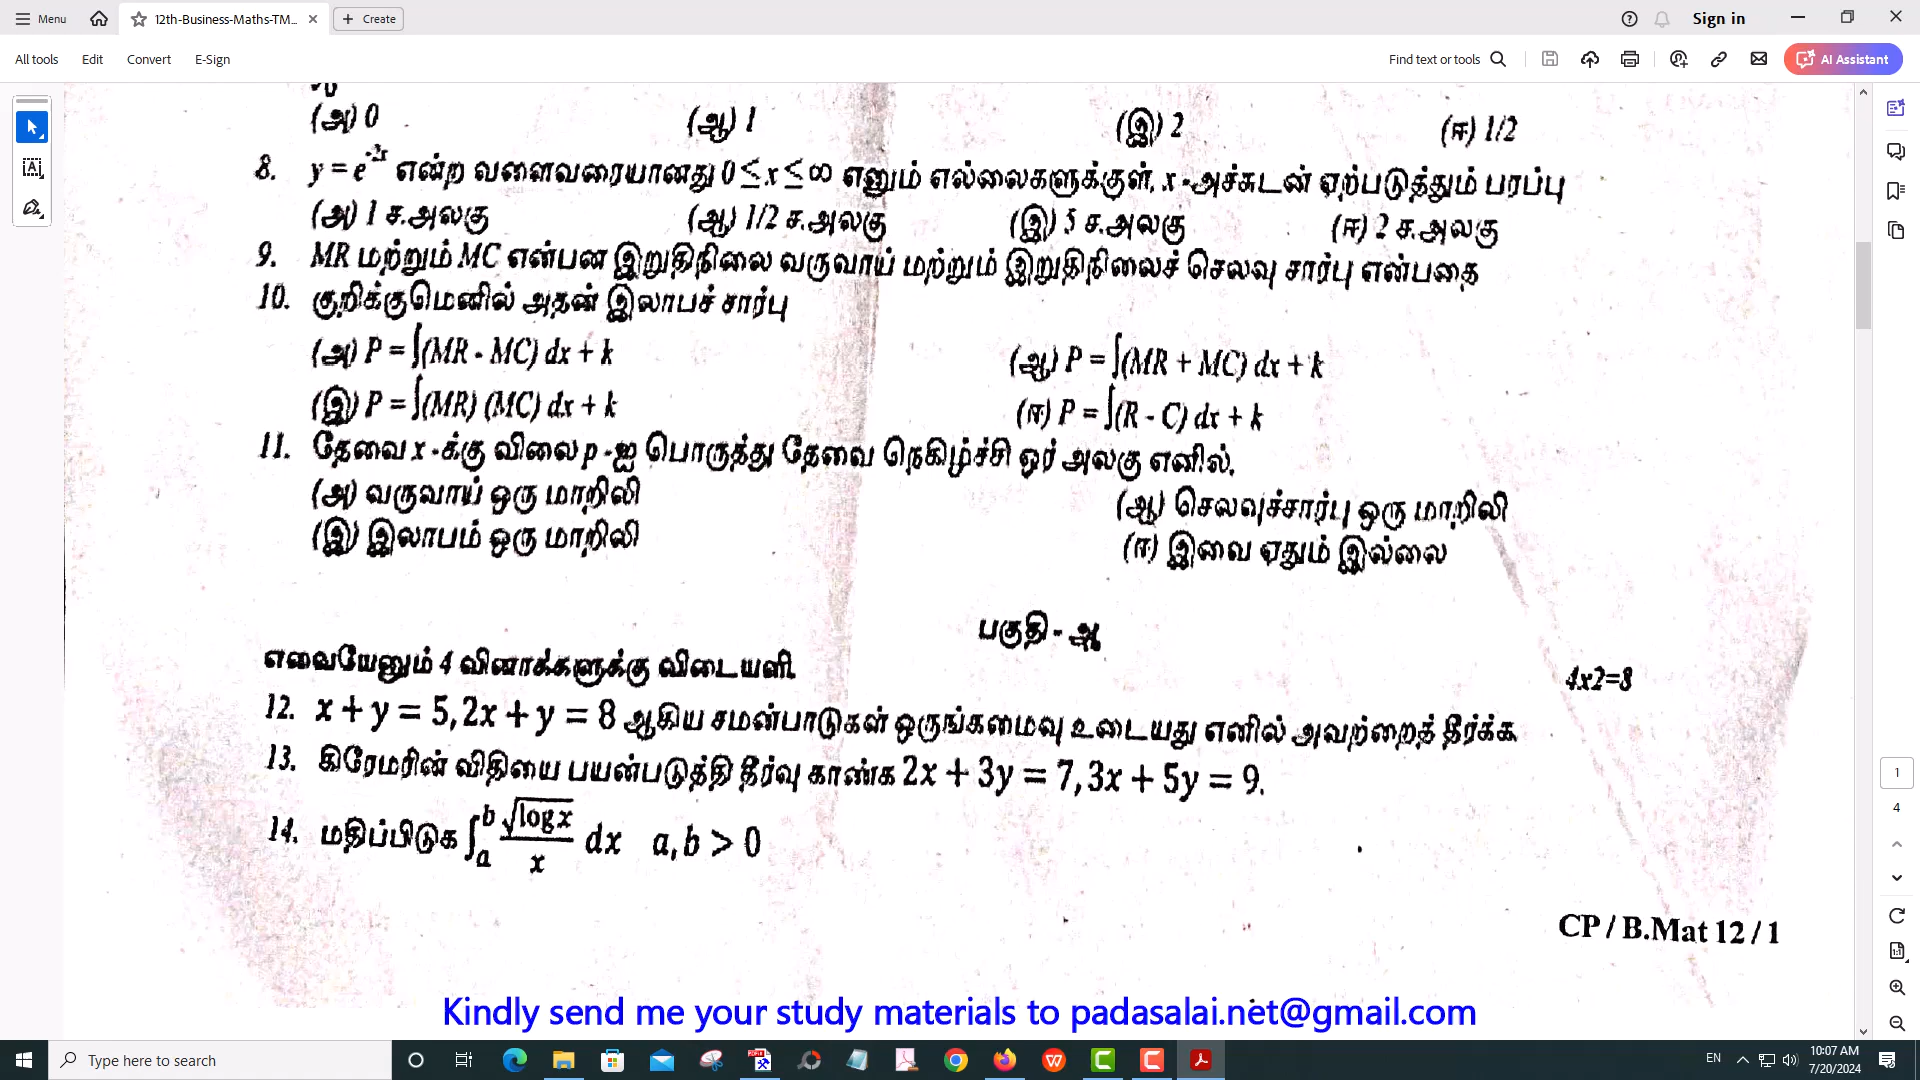 Menu
12th-Business-Maths-TM...
Create
Sign in
All tools Edit Convert E-Sign
Find text or tools
AI Assistant
(அ) 0 (ஆ) 1 (இ) 2 (ஈ) 1/2
8. y = e^-2x என்ற வளைவரையானது 0 ≤ x ≤ ∞ எனும் எல்லைகளுக்குள், x -அச்சுடன் ஏற்படுத்தும் பரப்பு
(அ) 1 ச.அலகு (ஆ) 1/2 ச.அலகு (இ) 5 ச.அலகு (ஈ) 2 ச.அலகு
9. MR மற்றும் MC என்பன இறுதிநிலை வருவாய் மற்றும் இறுதிநிலைச் செலவு சார்பு என்பதை
10. குறிக்குமெனில் அதன் இலாபச் சார்பு
(அ) P = ∫(MR - MC) dx + k (ஆ) P = ∫(MR + MC) dx + k
(இ) P = ∫(MR) (MC) dx + k (ஈ) P = ∫(R - C) dx + k
11. தேவை x -க்கு விலை p -ஐ பொருத்து தேவை நெகிழ்ச்சி ஓர் அலகு எனில்,
(அ) வருவாய் ஒரு மாறிலி (ஆ) செலவுச்சார்பு ஒரு மாறிலி
(இ) இலாபம் ஒரு மாறிலி (ஈ) இவை ஏதும் இல்லை
பகுதி - ஆ
எவையேனும் 4 வினாக்களுக்கு விடையளி. 4x2=8
12. x + y = 5, 2x + y = 8 ஆகிய சமன்பாடுகள் ஒருங்கமைவு உடையது எனில் அவற்றைத் தீர்க்க
13. கிரேமரின் விதியை பயன்படுத்தி தீர்வு காண்க 2x + 3y = 7, 3x + 5y = 9.
14. மதிப்பிடுக ∫_a^b √log x / x dx a, b > 0
CP / B.Mat 12 / 1
Kindly send me your study materials to padasalai.net@gmail.com
1
4
Type here to search
EN
10:07 AM
7/20/2024